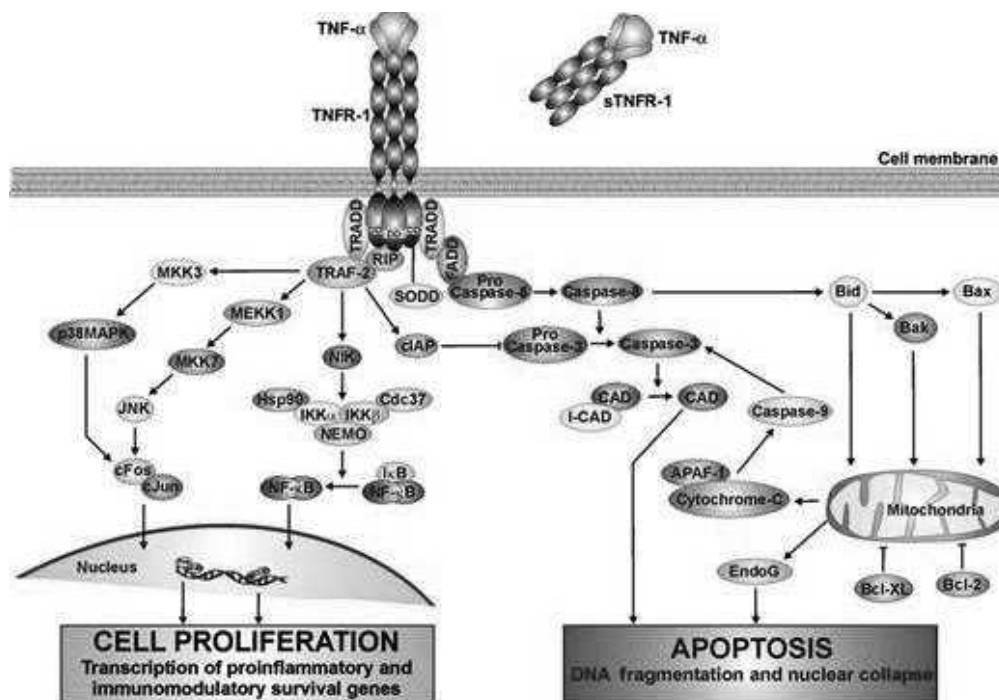 TNF-α
TNF-α
TNFR-1
sTNFR-1
Cell membrane
TRADD
TRADD
DD
DD
DD
RIP
FADD
TRAF-2
MKK3
SODD
Pro
Caspase-8
Caspase-8
Bid
Bax
MEKK1
Bak
p38MAPK
NIK
cIAP
Pro
Caspase-3
Caspase-3
MKK7
Hsp90
Cdc37
IKKα
IKKβ
NEMO
JNK
CAD
I-CAD
CAD
Caspase-9
cFos
cJun
IκB
NF-κB
NF-κB
APAF-1
Cytochrome-C
Mitochondria
Nucleus
EndoG
Bcl-XL
Bcl-2
CELL PROLIFERATION
Transcription of proinflammatory and
immunomodulatory survival genes
APOPTOSIS
DNA fragmentation and nuclear collapse